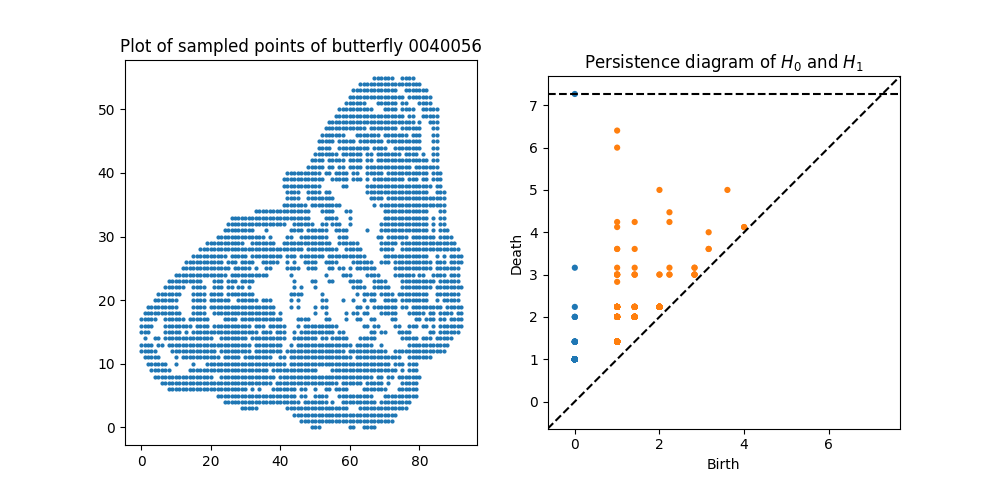 Plot of sampled points of butterfly 0040056
50
40
30
20
10
0
0 20 40 60 80
Persistence diagram of $H_0$ and $H_1$
7
6
5
4
3
2
1
0
Death
0 2 4 6
Birth